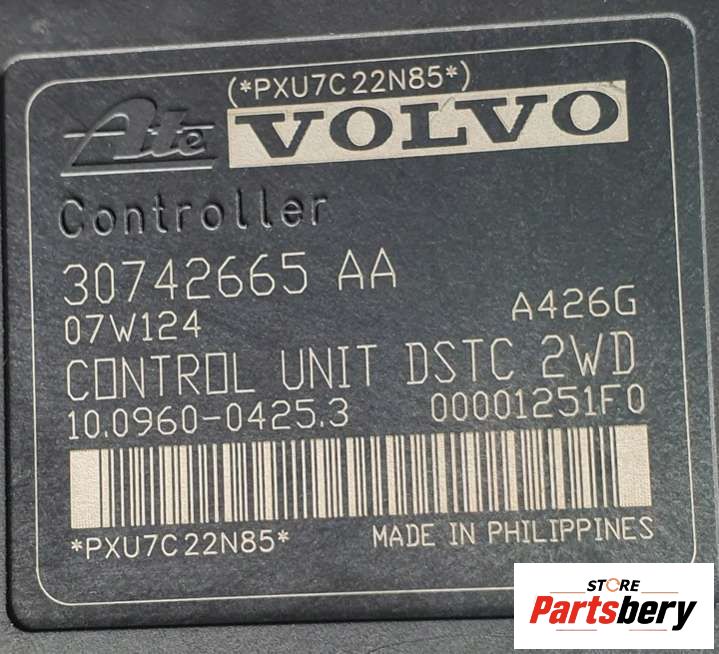 (*PXU7C22N85*)
Ate VOLVO
Controller
30742665 AA
07W124 A426G
CONTROL UNIT DSTC 2WD
10.0960-0425.3 00001251F0
*PXU7C22N85* MADE IN PHILIPPINES
STORE
Partsbery